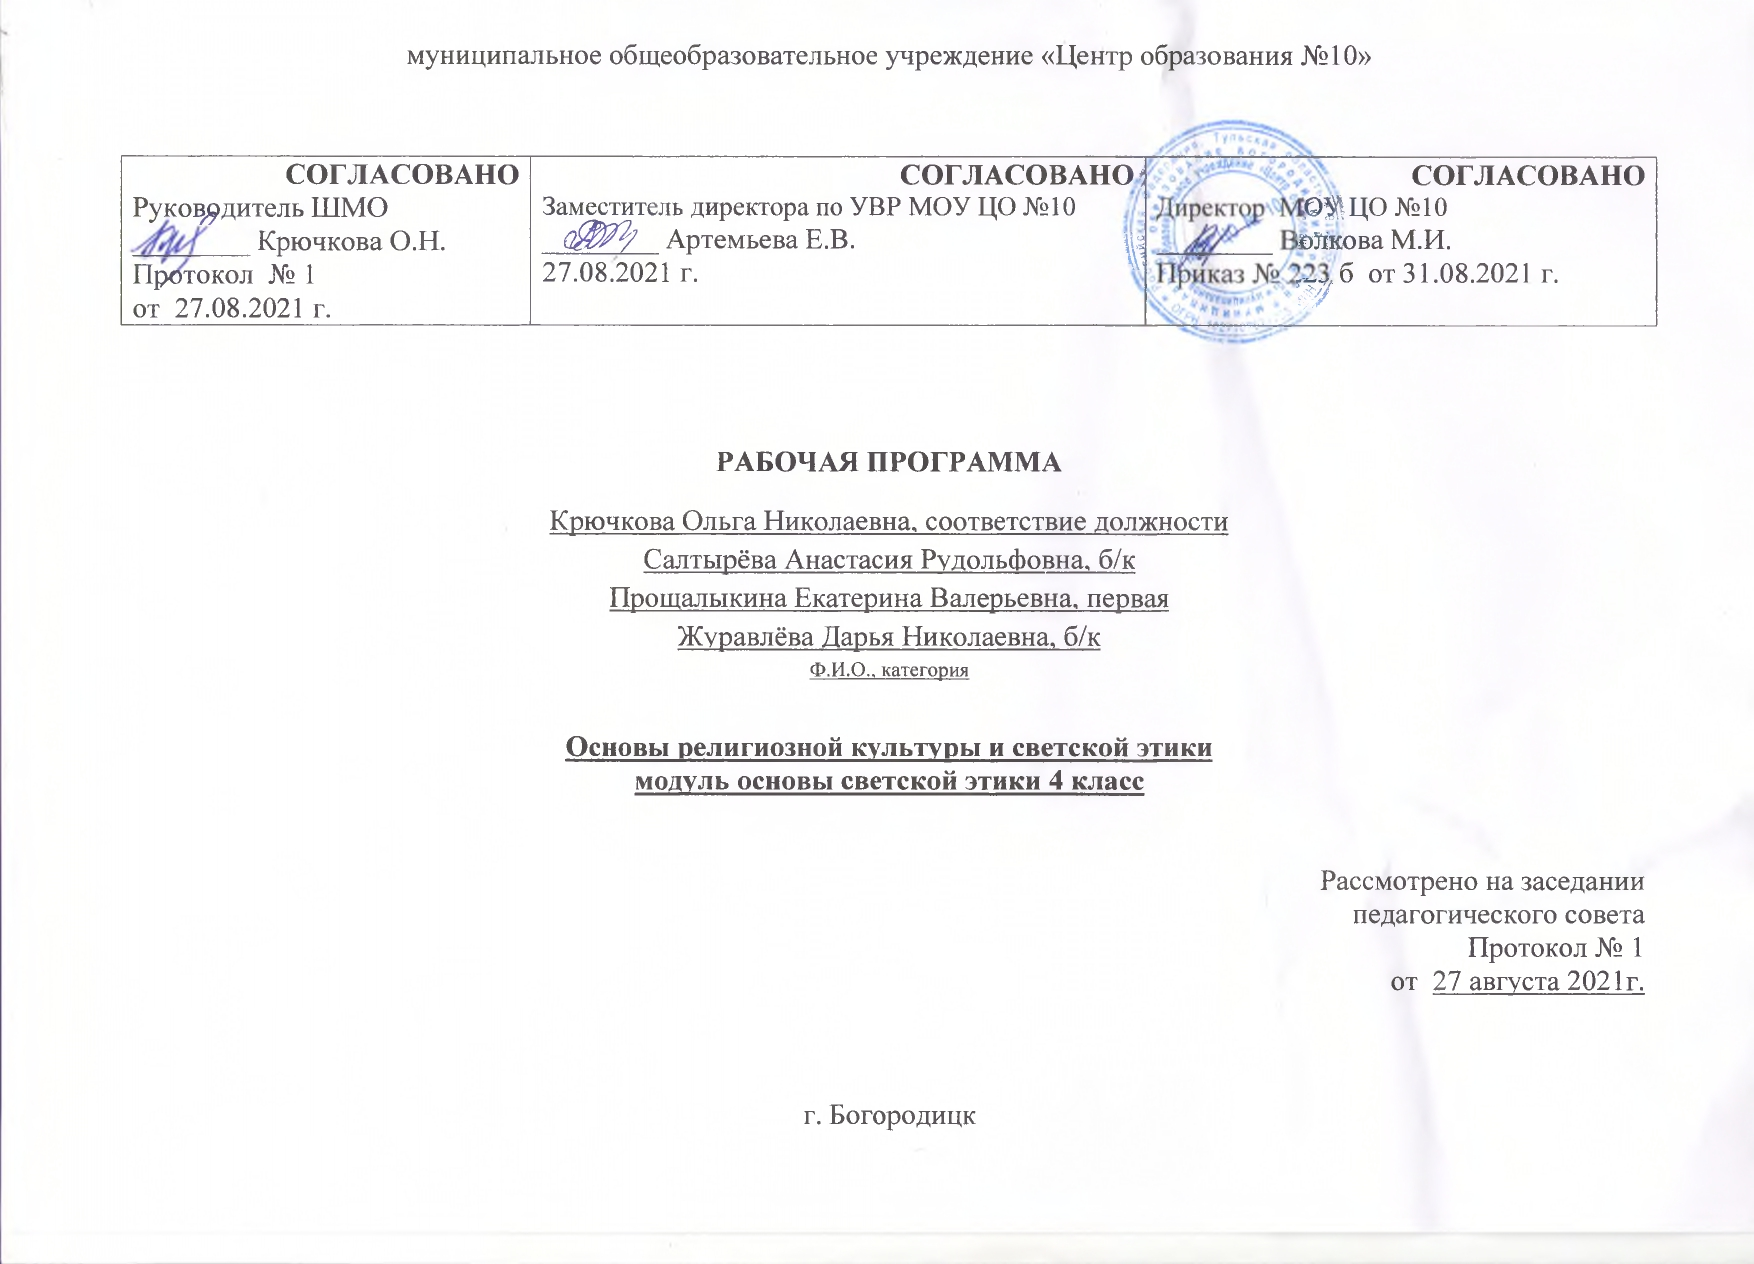 муниципальное общеобразовательное учреждение «Центр образования №10»
СОГЛАСОВАНО
Руководитель ШМО
_________ Крючкова О.Н.
Протокол № 1
от 27.08.2021 г.
СОГЛАСОВАНО
Заместитель директора по УВР МОУ ЦО №10
_________ Артемьева Е.В.
27.08.2021 г.
СОГЛАСОВАНО
Директор МОУ ЦО №10
_________ Волкова М.И.
Приказ № 223 б от 31.08.2021 г.
РАБОЧАЯ ПРОГРАММА
Крючкова Ольга Николаевна, соответствие должности
Салтырёва Анастасия Рудольфовна, б/к
Прощалыкина Екатерина Валерьевна, первая
Журавлёва Дарья Николаевна, б/к
Ф.И.О., категория
Основы религиозной культуры и светской этики
модуль основы светской этики 4 класс
Рассмотрено на заседании
педагогического совета
Протокол № 1
от 27 августа 2021г.
г. Богородицк